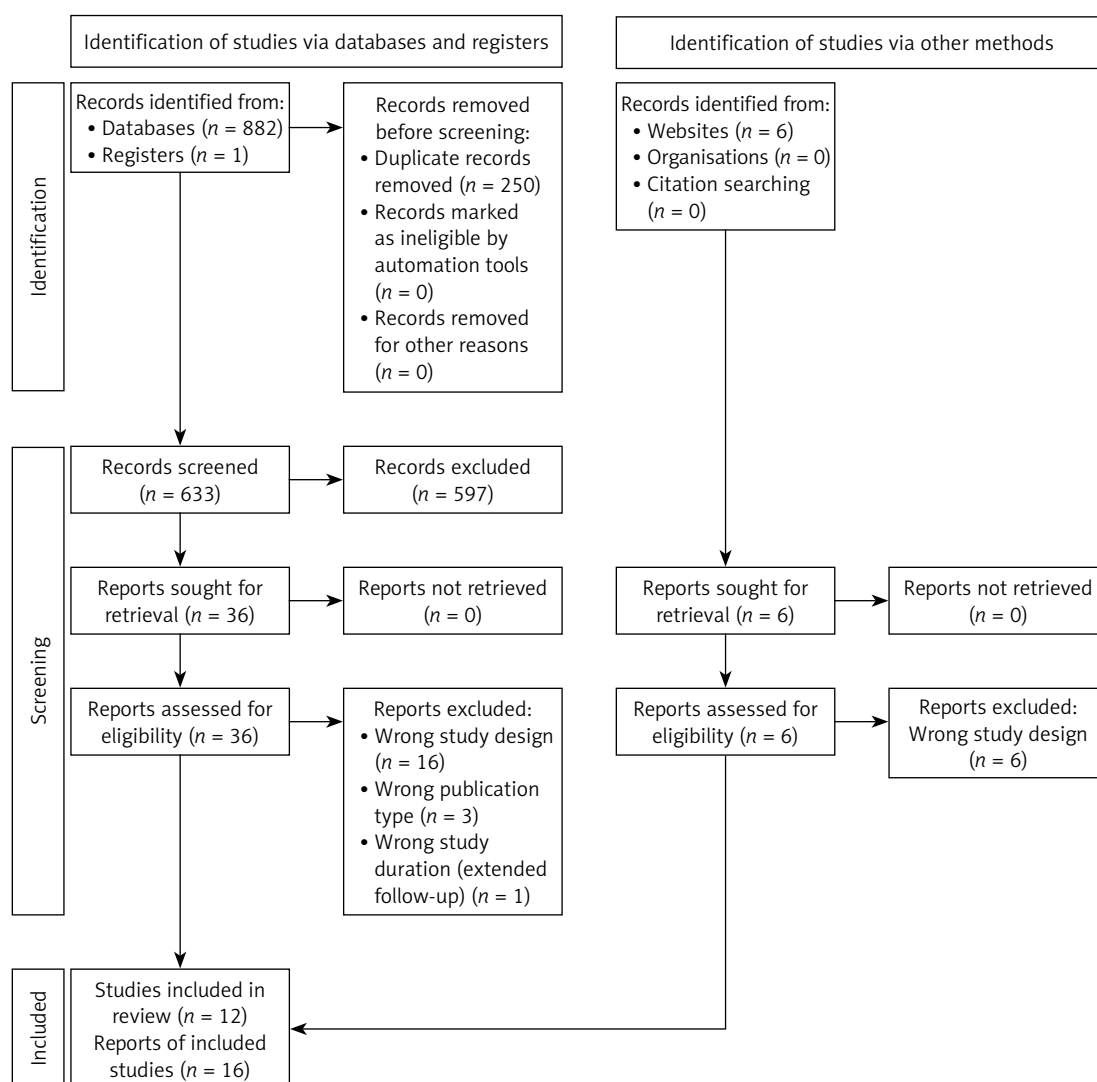 Identification of studies via databases and registers
Identification of studies via other methods
Identification
Records identified from:
• Databases (n = 882)
• Registers (n = 1)
Records removed
before screening:
• Duplicate records
removed (n = 250)
• Records marked
as ineligible by
automation tools
(n = 0)
• Records removed
for other reasons
(n = 0)
Records identified from:
• Websites (n = 6)
• Organisations (n = 0)
• Citation searching
(n = 0)
Screening
Records screened
(n = 633)
Records excluded
(n = 597)
Reports sought for
retrieval (n = 36)
Reports not retrieved
(n = 0)
Reports sought for
retrieval (n = 6)
Reports not retrieved
(n = 0)
Reports assessed for
eligibility (n = 36)
Reports excluded:
• Wrong study design
(n = 16)
• Wrong publication
type (n = 3)
• Wrong study
duration (extended
follow-up) (n = 1)
Reports assessed for
eligibility (n = 6)
Reports excluded:
Wrong study design
(n = 6)
Included
Studies included in
review (n = 12)
Reports of included
studies (n = 16)